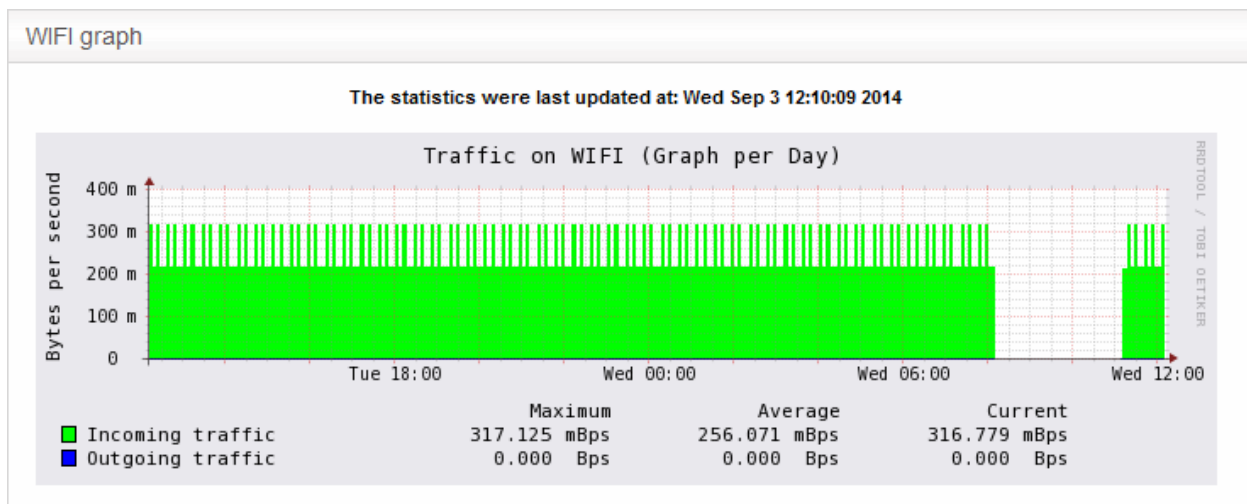 WIFI graph
The statistics were last updated at: Wed Sep 3 12:10:09 2014
Traffic on WIFI (Graph per Day)
RRDTOOL / TOBI OETIKER
Bytes per second
400 m
300 m
200 m
100 m
0
Tue 18:00 Wed 00:00 Wed 06:00 Wed 12:00
Maximum Average Current
Incoming traffic 317.125 mBps 256.071 mBps 316.779 mBps
Outgoing traffic 0.000 Bps 0.000 Bps 0.000 Bps